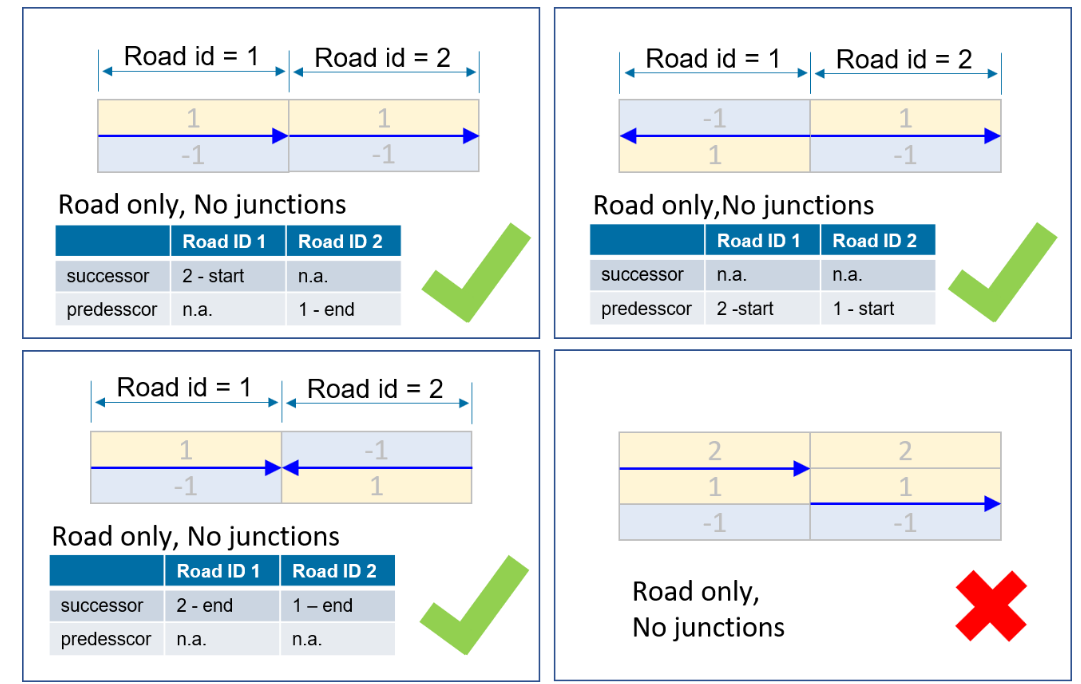 Road id = 1 Road id = 2
1 1
-1 -1
Road only, No junctions
Road ID 1 Road ID 2
successor 2 - start n.a.
predesscor n.a. 1 - end
Road id = 1 Road id = 2
-1 1
1 -1
Road only,No junctions
Road ID 1 Road ID 2
successor n.a. n.a.
predesscor 2 -start 1 - start
Road id = 1 Road id = 2
1 -1
-1 1
Road only, No junctions
Road ID 1 Road ID 2
successor 2 - end 1 – end
predesscor n.a. n.a.
2 2
1 1
-1 -1
Road only,
No junctions